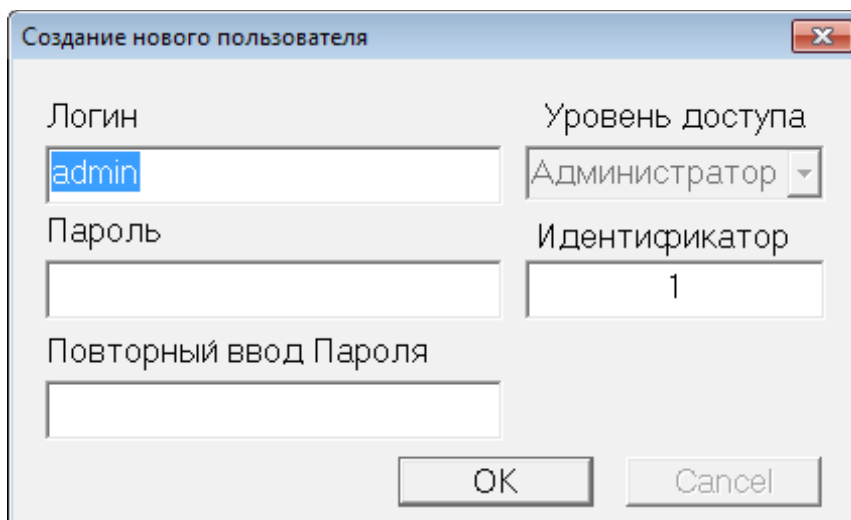 Создание нового пользователя
Логин
Уровень доступа
admin
Администратор
Пароль
Идентификатор
1
Повторный ввод Пароля
OK
Cancel